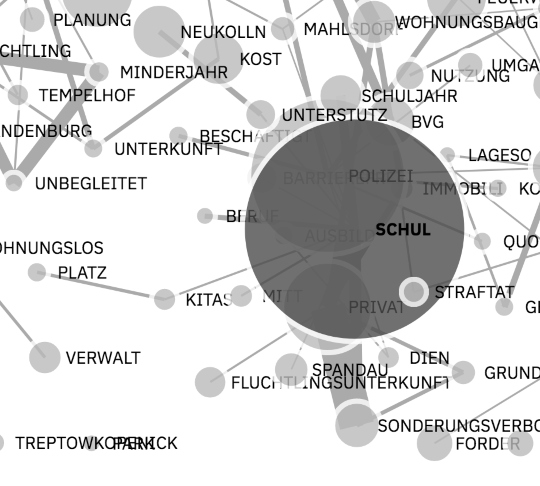 PLANUNG
NEUKOLLN
MAHLSDORF
WOHNUNGSBAUG
CHTLING
KOST
MINDERJAHR
NUTZUNG
UMGA
TEMPELHOF
SCHULJAHR
UNTERSTUTZ
BVG
NDENBURG
BESCHAFTIGT
UNTERKUNFT
LAGESO
UNBEGLEITET
BARRIER
POLIZEI
IMMOBILI
KO
BERUF
SCHUL
AUSBILD
QUO
OHNUNGSLOS
PLATZ
KITAS
MITT
STRAFTAT
PRIVAT
VERWALT
DIEN
SPANDAU
GRUND
FLUCHTLINGSUNTERKUNFT
SONDERUNGSVERBO
TREPTOWKOPENICK
PARK
FORDER